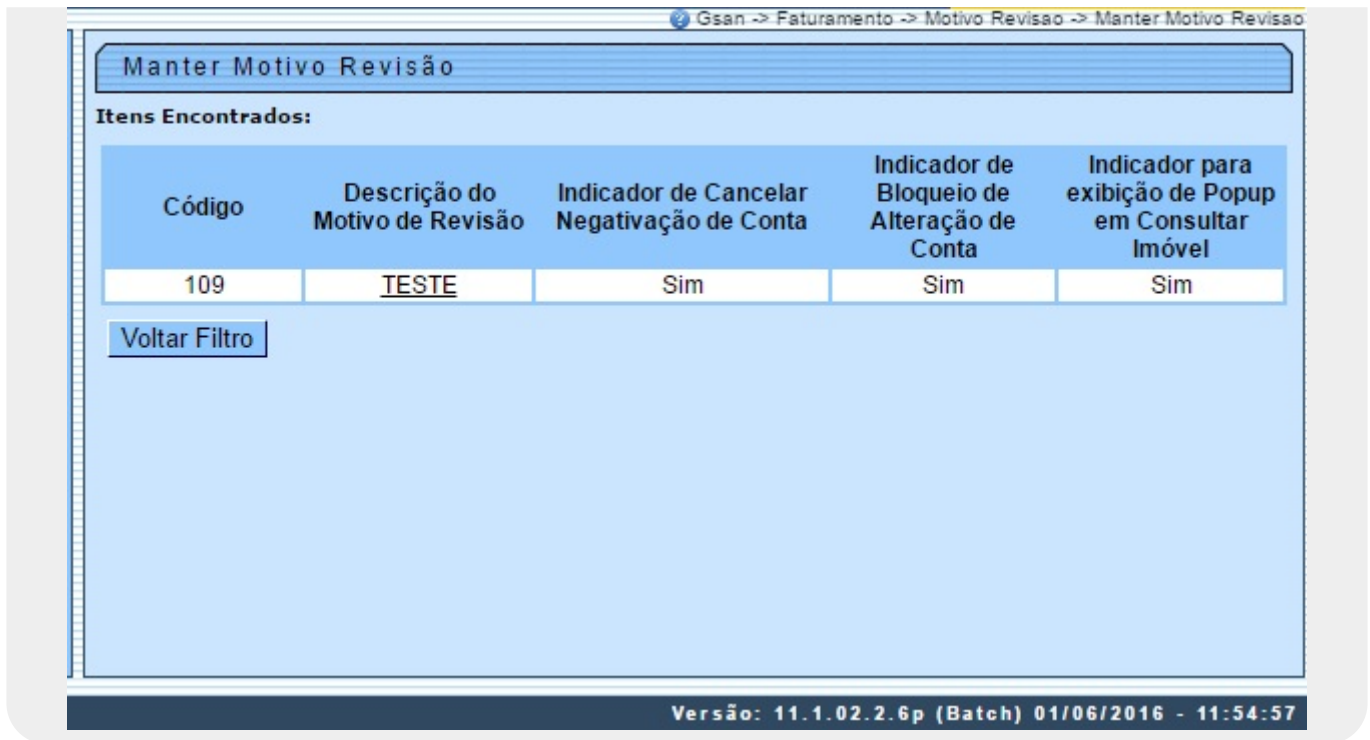 Gsan -> Faturamento -> Motivo Revisao -> Manter Motivo Revisao
Manter Motivo Revisão
Itens Encontrados:
Código
Descrição do
Motivo de Revisão
Indicador de Cancelar
Negativação de Conta
Indicador de
Bloqueio de
Alteração de
Conta
Indicador para
exibição de Popup
em Consultar
Imóvel
109 TESTE Sim Sim Sim
Voltar Filtro
Versão: 11.1.02.2.6p (Batch) 01/06/2016 - 11:54:57